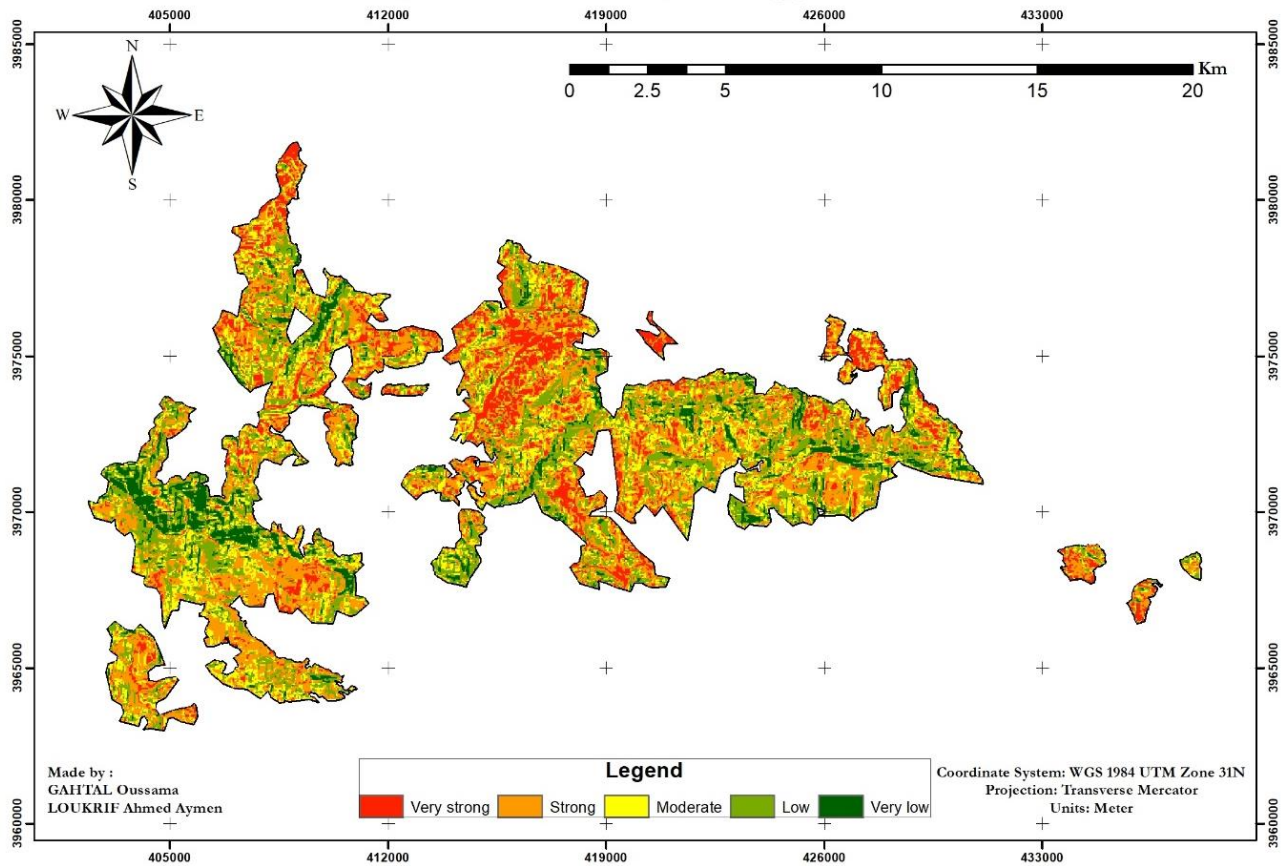 405000 412000 419000 426000 433000
3985000 3985000
N
W E
S
Km
0 2.5 5 10 15 20
3980000 3980000
3975000 3975000
3970000 3970000
3965000 3965000
3960000 3960000
Made by :
GAHTAL Oussama
LOUKRIF Ahmed Aymen
Legend
Very strong Strong Moderate Low Very low
Coordinate System: WGS 1984 UTM Zone 31N
Projection: Transverse Mercator
Units: Meter
405000 412000 419000 426000 433000